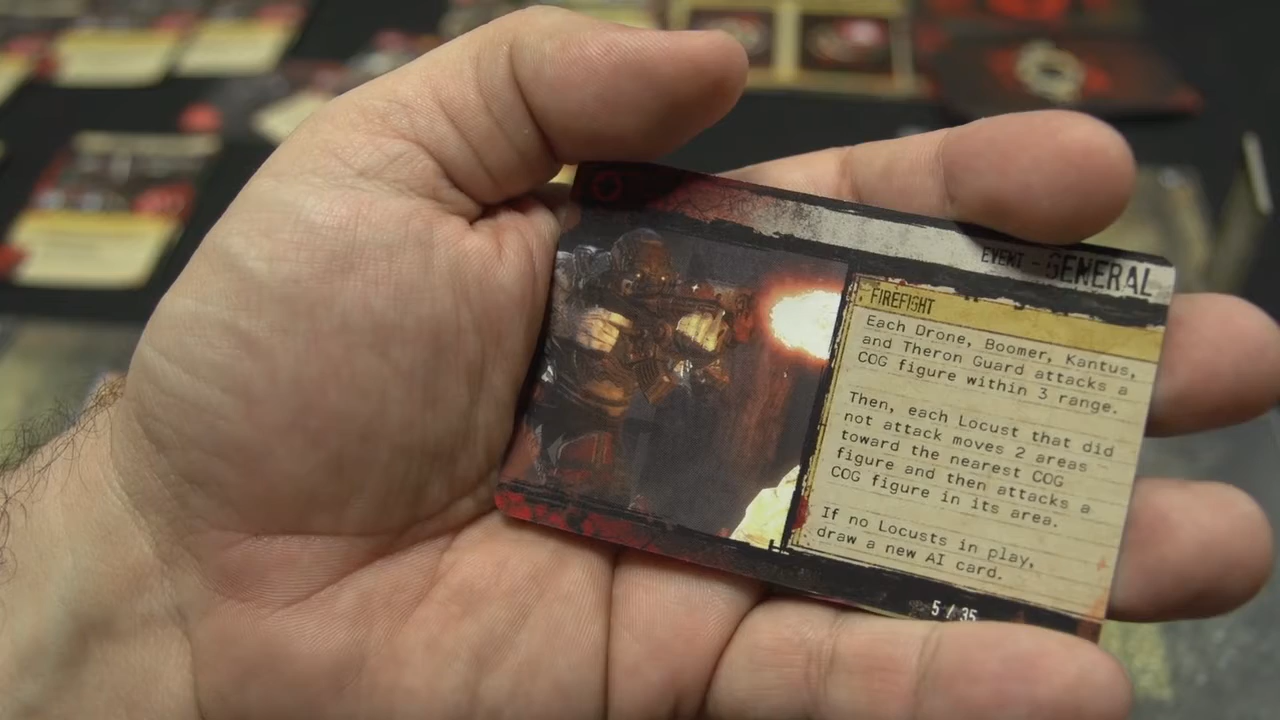 EVENT - GENERAL
FIREFIGHT
Each Drone, Boomer, Kantus,
and Theron Guard attacks a
COG figure within 3 range.
Then, each Locust that did
not attack moves 2 areas
toward the nearest COG
figure and then attacks a
COG figure in its area.
If no Locusts in play,
draw a new AI card.
5 / 35